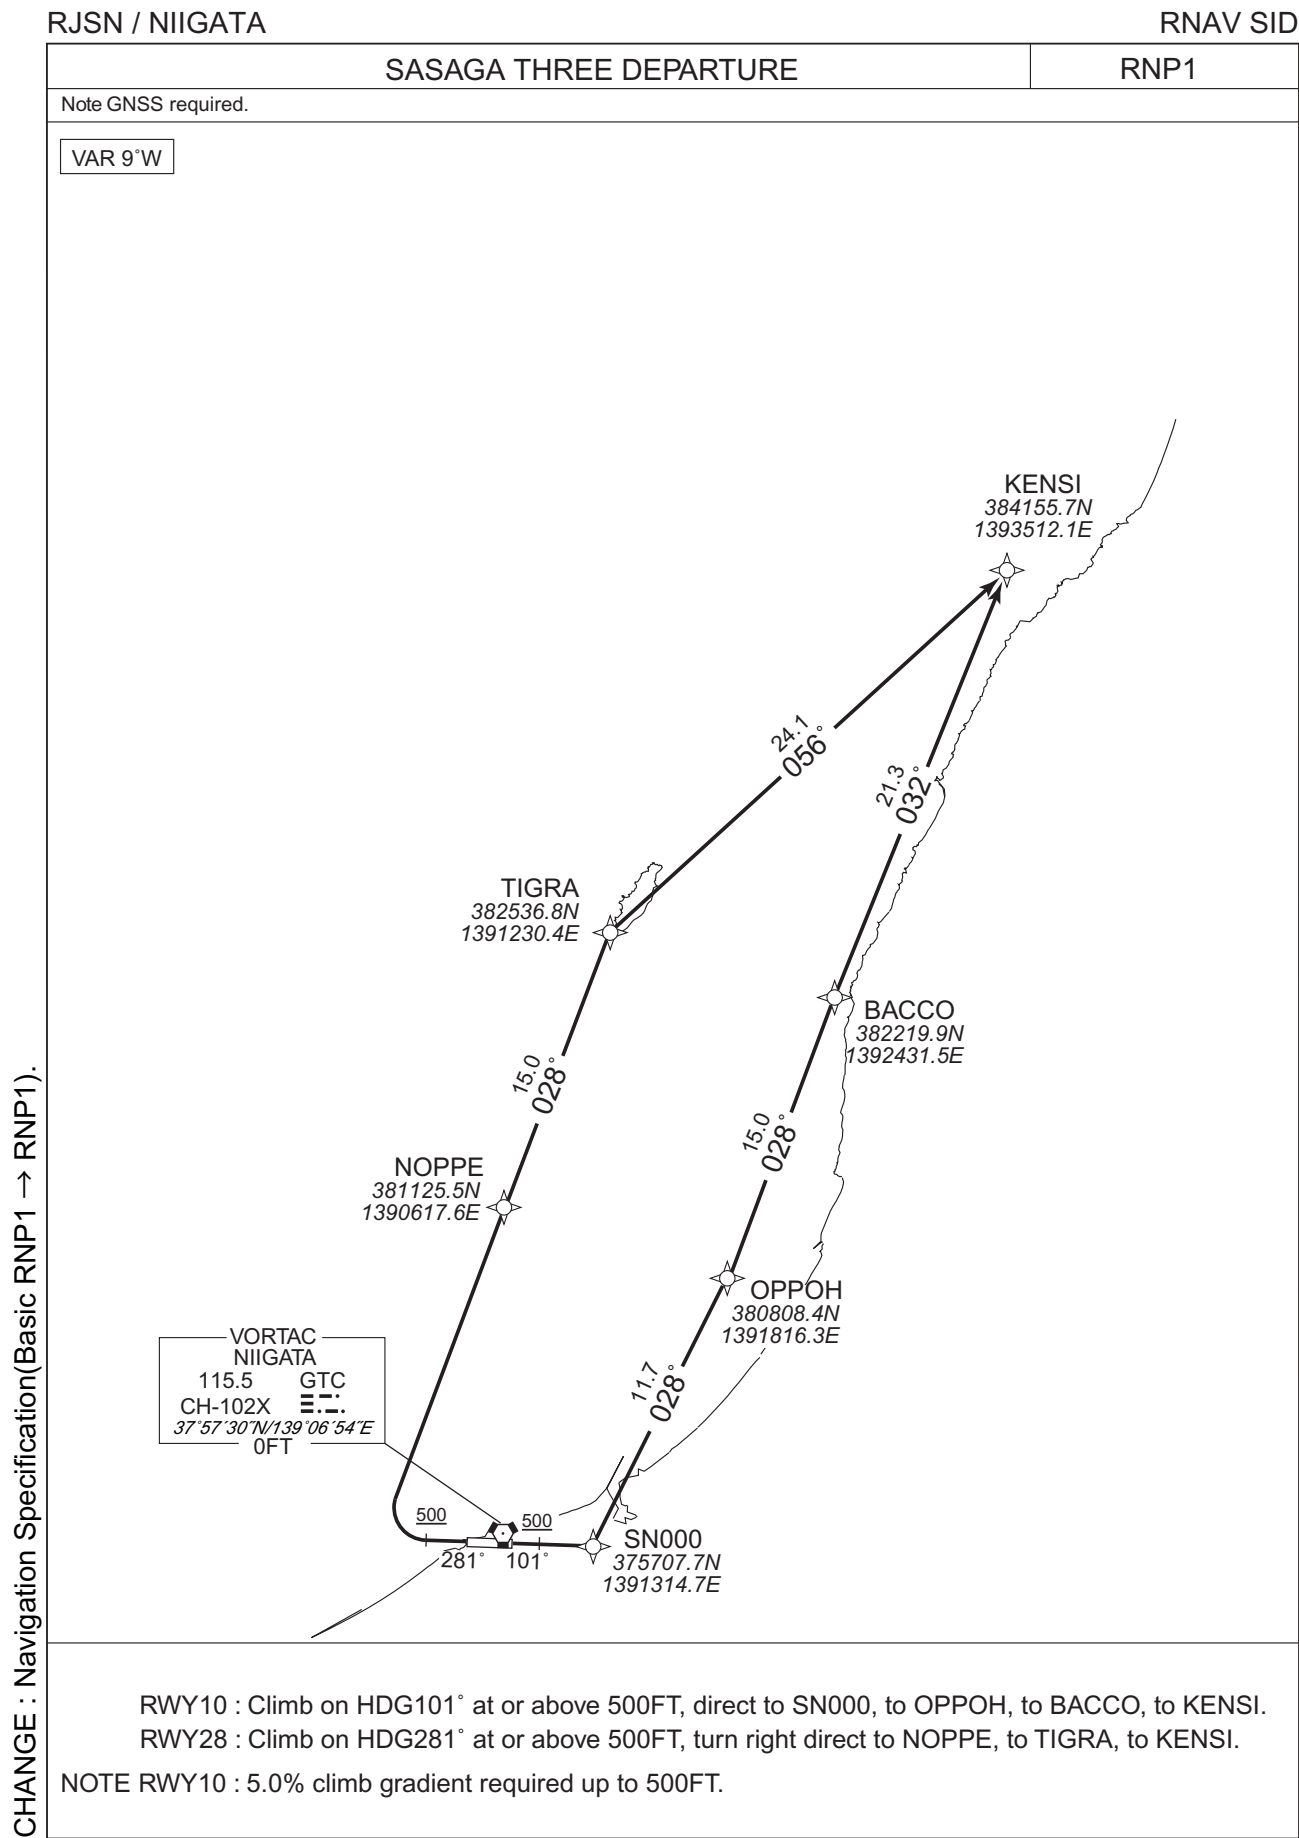 RJSN / NIIGATA
RNAV SID
SASAGA THREE DEPARTURE
RNP1
Note GNSS required.
VAR 9˚W
KENSI
384155.7N
1393512.1E
24.1
056˚
21.3
032˚
TIGRA
382536.8N
1391230.4E
BACCO
382219.9N
1392431.5E
15.0
028˚
15.0
028˚
NOPPE
381125.5N
1390617.6E
OPPOH
380808.4N
1391816.3E
11.7
028˚
VORTAC
NIIGATA
115.5 GTC
CH-102X
37˚57´30˝N/139˚06´54˝E
0FT
500
500
281˚
101˚
SN000
375707.7N
1391314.7E
RWY10 : Climb on HDG101˚ at or above 500FT, direct to SN000, to OPPOH, to BACCO, to KENSI.
RWY28 : Climb on HDG281˚ at or above 500FT, turn right direct to NOPPE, to TIGRA, to KENSI.
NOTE RWY10 : 5.0% climb gradient required up to 500FT.
CHANGE : Navigation Specification(Basic RNP1 → RNP1).